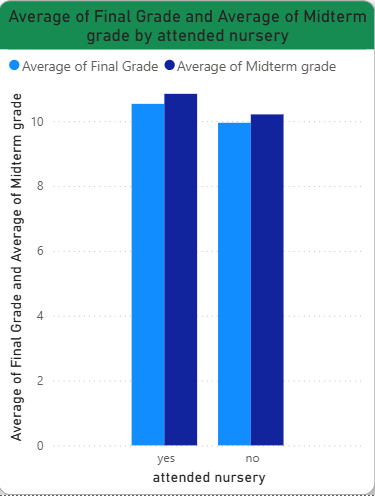 Average of Final Grade and Average of Midterm
grade by attended nursery
Average of Final Grade Average of Midterm grade
Average of Final Grade and Average of Midterm grade
10
8
6
4
2
0
yes no
attended nursery